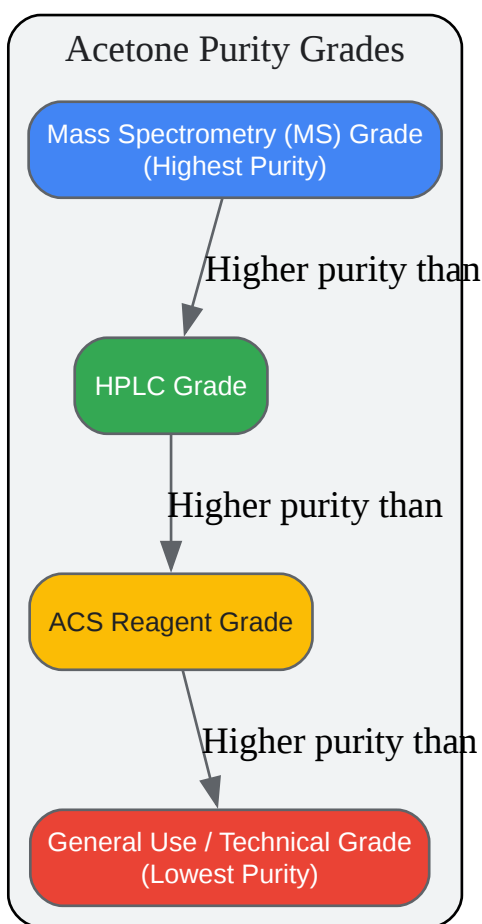 Acetone Purity Grades
Mass Spectrometry (MS) Grade
(Highest Purity)
Higher purity than
HPLC Grade
Higher purity than
ACS Reagent Grade
Higher purity than
General Use / Technical Grade
(Lowest Purity)